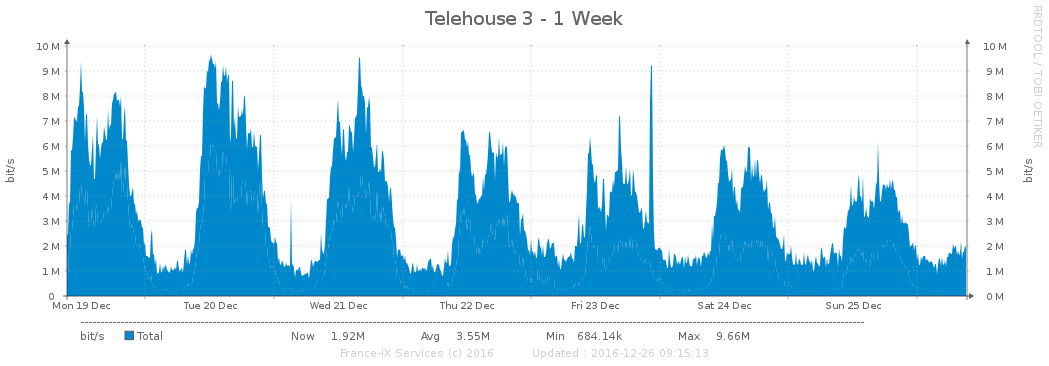 Telehouse 3 - 1 Week
RRDTOOL / TOBI OETIKER
bit/s
10 M 10 M
9 M 9 M
8 M 8 M
7 M 7 M
6 M 6 M
5 M 5 M
4 M 4 M
3 M 3 M
2 M 2 M
1 M 1 M
0 0 M
bit/s
Mon 19 Dec Tue 20 Dec Wed 21 Dec Thu 22 Dec Fri 23 Dec Sat 24 Dec Sun 25 Dec
bit/s Total Now 1.92M Avg 3.55M Min 684.14k Max 9.66M
France-IX Services (c) 2016 Updated : 2016-12-26 09:15:13